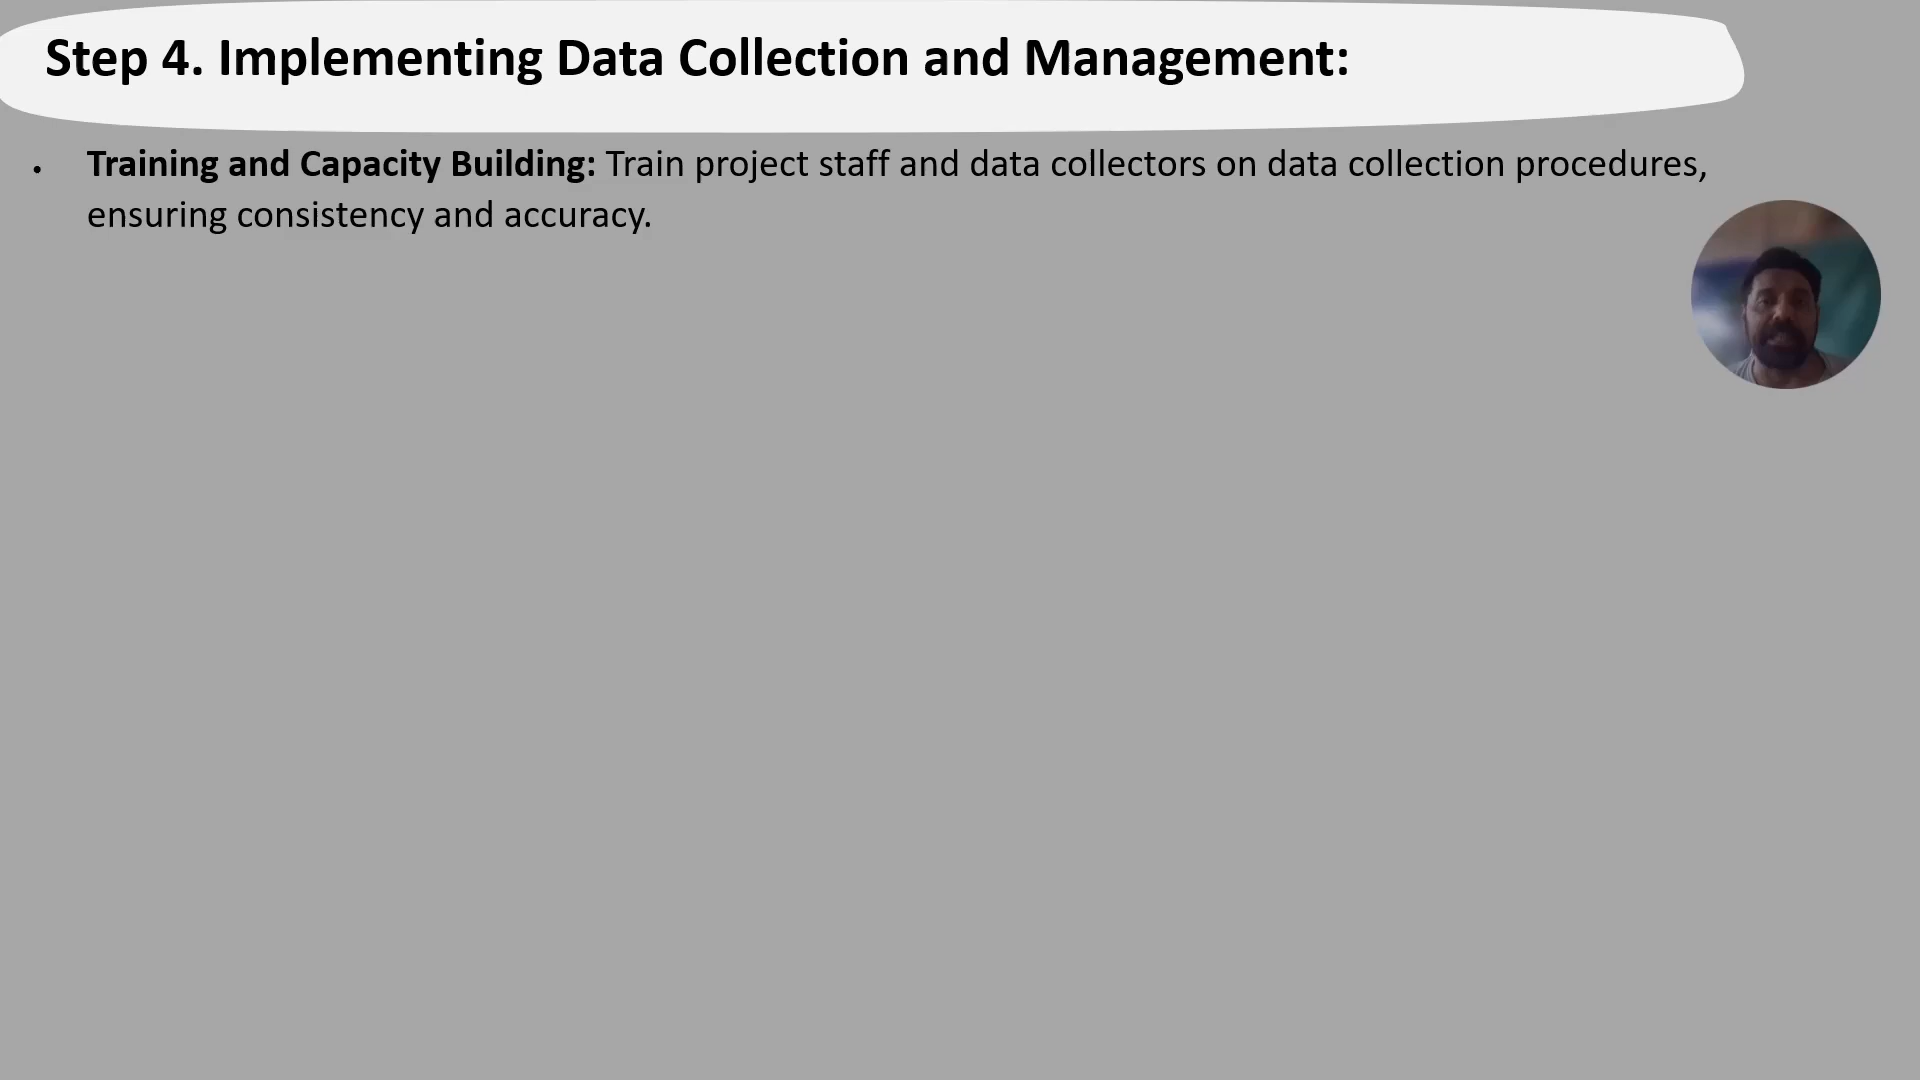 Step 4. Implementing Data Collection and Management:
• Training and Capacity Building: Train project staff and data collectors on data collection procedures,
ensuring consistency and accuracy.